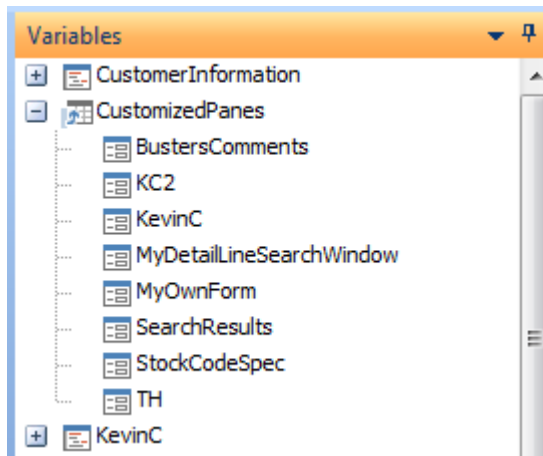 Variables
CustomerInformation
CustomizedPanes
BustersComments
KC2
KevinC
MyDetailLineSearchWindow
MyOwnForm
SearchResults
StockCodeSpec
TH
KevinC